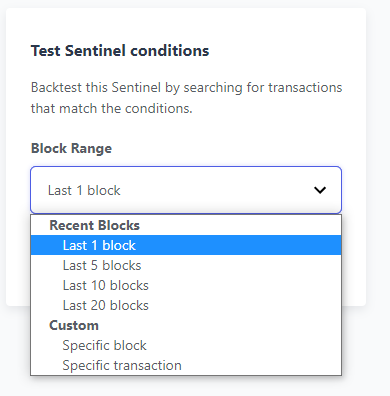 Test Sentinel conditions
Backtest this Sentinel by searching for transactions
that match the conditions.
Block Range
Last 1 block
Recent Blocks
Last 1 block
Last 5 blocks
Last 10 blocks
Last 20 blocks
Custom
Specific block
Specific transaction